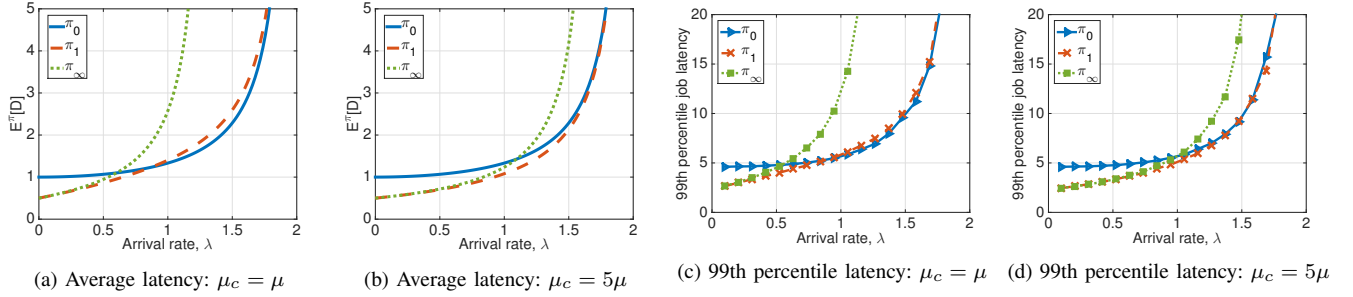 5
4
3
2
1
0
E^π[D]
0 0.5 1 1.5 2
Arrival rate, λ
π_0
π_1
π_∞
(a) Average latency: μ_c = μ
5
4
3
2
1
0
E^π[D]
0 0.5 1 1.5 2
Arrival rate, λ
π_0
π_1
π_∞
(b) Average latency: μ_c = 5μ
20
15
10
5
0
99th percentile job latency
0 0.5 1 1.5 2
Arrival rate, λ
π_0
π_1
π_∞
(c) 99th percentile latency: μ_c = μ
20
15
10
5
0
99th percentile job latency
0 0.5 1 1.5 2
Arrival rate, λ
π_0
π_1
π_∞
(d) 99th percentile latency: μ_c = 5μ